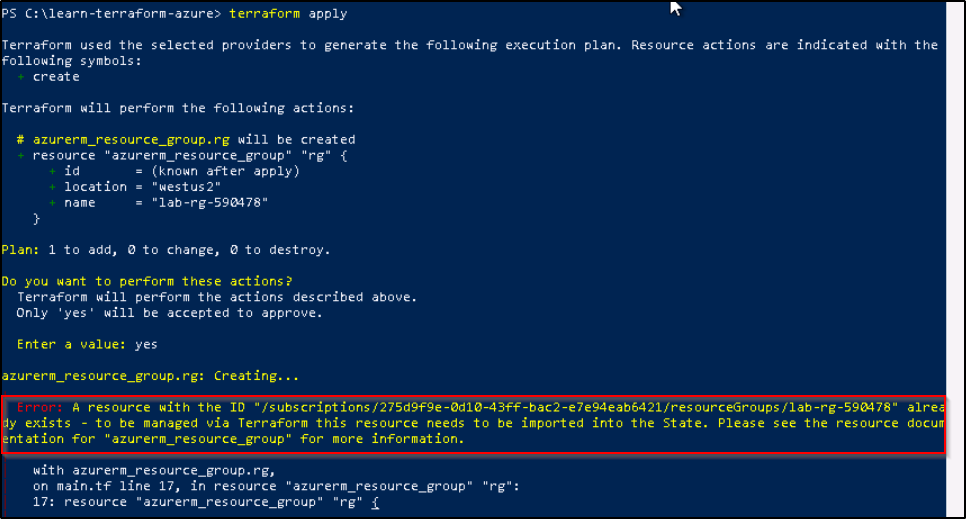 PS C:\learn-terraform-azure> terraform apply
Terraform used the selected providers to generate the following execution plan. Resource actions are indicated with the
following symbols:
+ create
Terraform will perform the following actions:
# azurerm_resource_group.rg will be created
+ resource "azurerm_resource_group" "rg" {
+ id       = (known after apply)
+ location = "westus2"
+ name     = "lab-rg-590478"
}
Plan: 1 to add, 0 to change, 0 to destroy.
Do you want to perform these actions?
Terraform will perform the actions described above.
Only 'yes' will be accepted to approve.
Enter a value: yes
azurerm_resource_group.rg: Creating...
Error: A resource with the ID "/subscriptions/275d9f9e-0d10-43ff-bac2-e7e94eab6421/resourceGroups/lab-rg-590478" alrea
dy exists - to be managed via Terraform this resource needs to be imported into the State. Please see the resource docum
entation for "azurerm_resource_group" for more information.
with azurerm_resource_group.rg,
on main.tf line 17, in resource "azurerm_resource_group" "rg":
17: resource "azurerm_resource_group" "rg" {